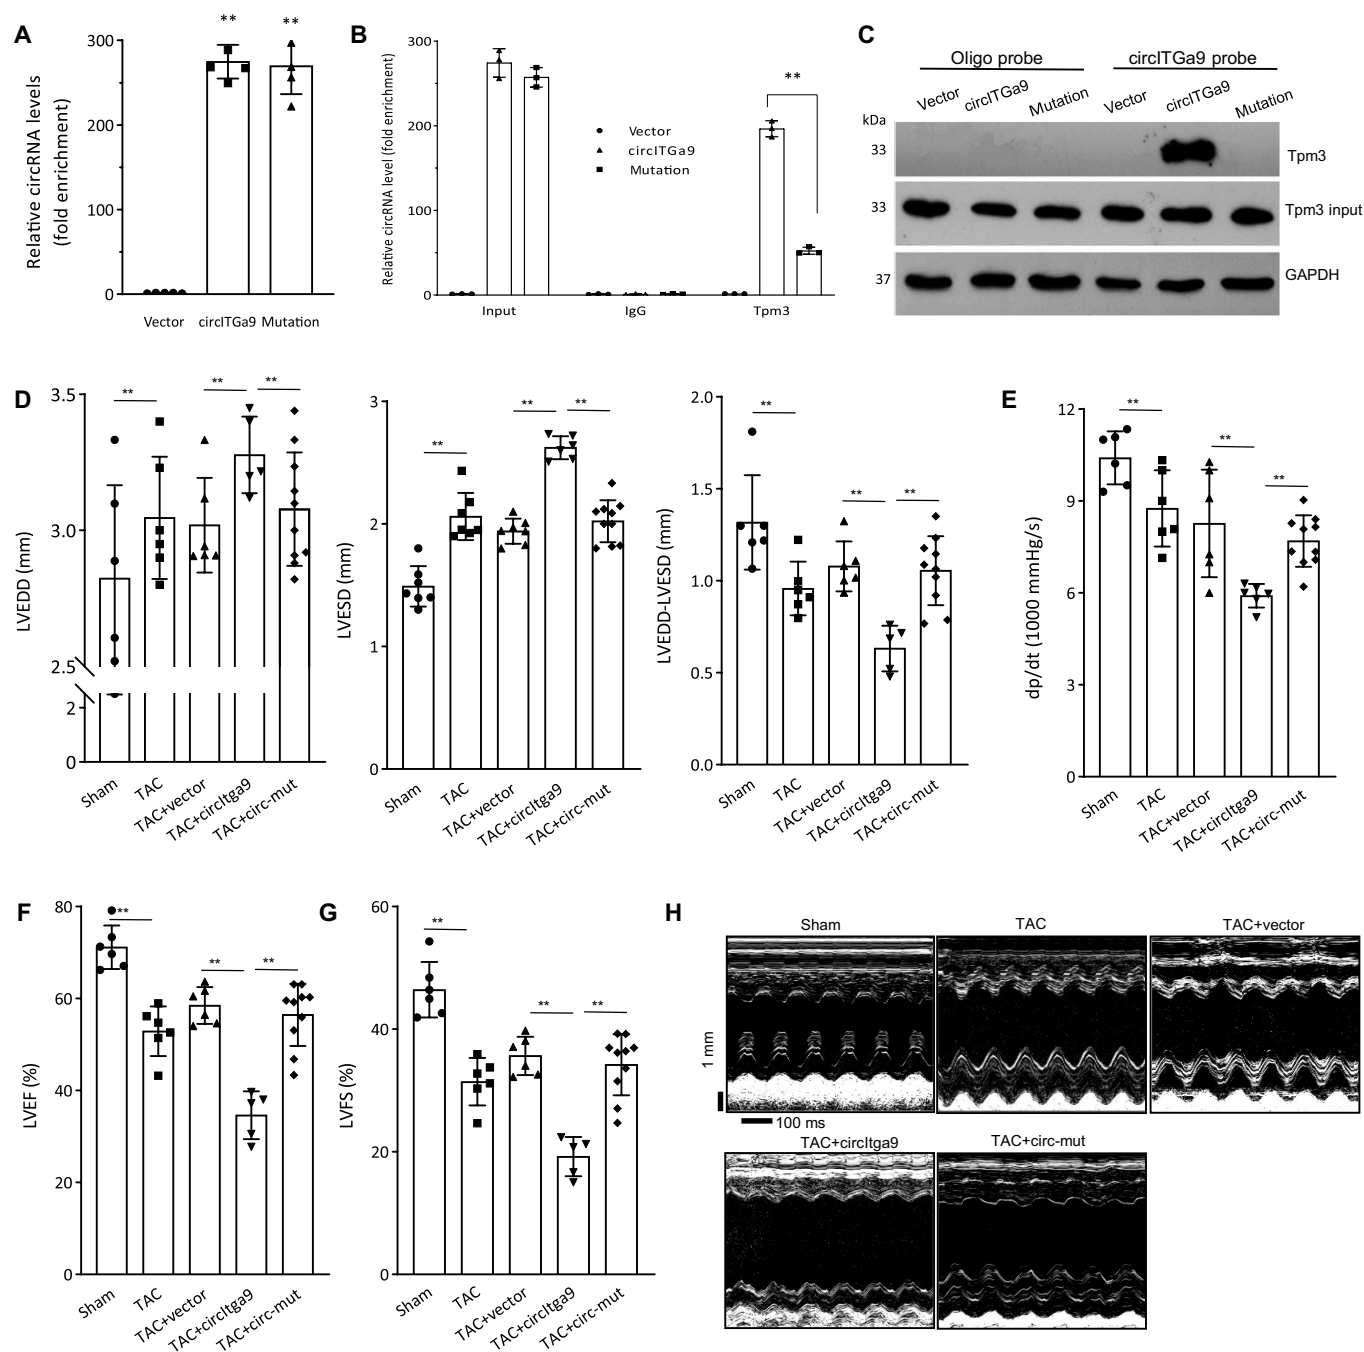 A
Relative circRNA levels
(fold enrichment)
300
200
100
0
**
**
Vector
circITGa9
Mutation
B
Relative circRNA level (fold enrichment)
300
200
100
0
Vector
circITGa9
Mutation
**
Input
IgG
Tpm3
C
Oligo probe
circITGa9 probe
Vector
circITGa9
Mutation
Vector
circITGa9
Mutation
kDa
33
Tpm3
33
Tpm3 input
37
GAPDH
D
LVEDD (mm)
3.5
3.0
2.5
2
0
**
**
**
Sham
TAC
TAC+vector
TAC+circItga9
TAC+circ-mut
LVESD (mm)
3
2
1
0
**
**
**
Sham
TAC
TAC+vector
TAC+circItga9
TAC+circ-mut
LVEDD-LVESD (mm)
2.0
1.5
1.0
0.5
0.0
**
**
**
Sham
TAC
TAC+vector
TAC+circItga9
TAC+circ-mut
E
dp/dt (1000 mmHg/s)
12
9
6
3
0
**
**
**
Sham
TAC
TAC+vector
TAC+circItga9
TAC+circ-mut
F
LVEF (%)
80
60
40
20
0
**
**
**
Sham
TAC
TAC+vector
TAC+circItga9
TAC+circ-mut
G
LVFS (%)
60
40
20
0
**
**
**
Sham
TAC
TAC+vector
TAC+circItga9
TAC+circ-mut
H
Sham
TAC
TAC+vector
1 mm
100 ms
TAC+circItga9
TAC+circ-mut